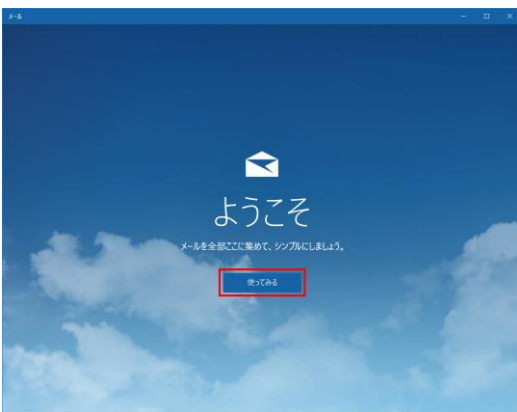 メール
ようこそ
メールを全部ここに集めて、シンプルにしましょう。
使ってみる